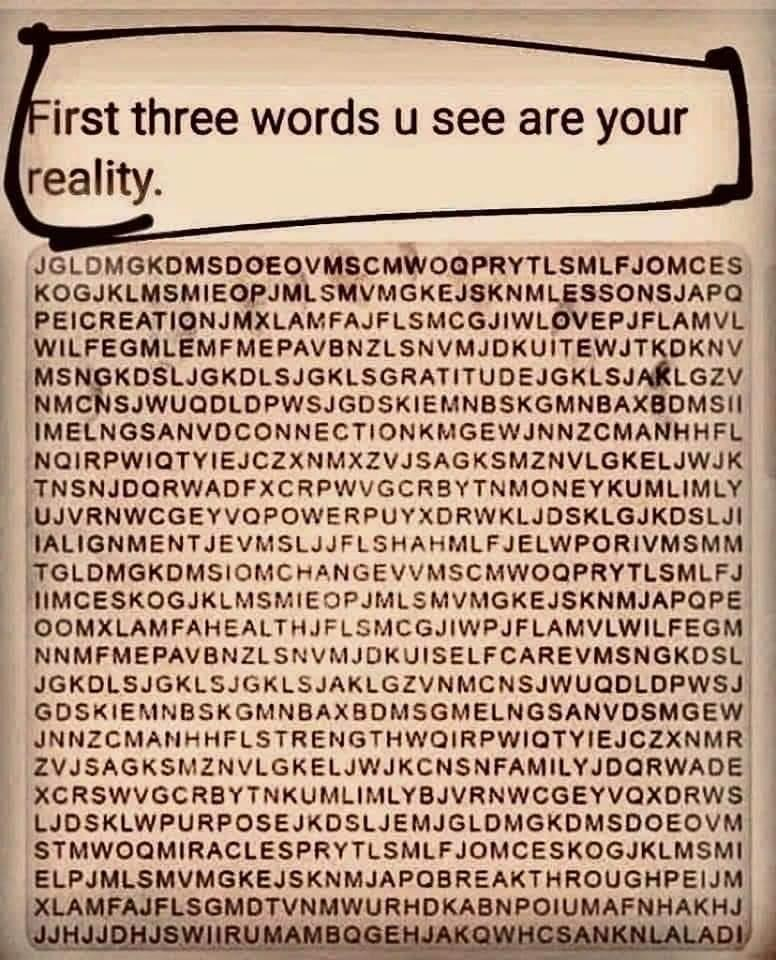 First three words u see are your
reality.
JGLDMGKDMSDOEOVMSCMWOQPRYTLSMLFJOMCES
KOGJKLMSMIEOPJMLSMVMGKEJSKNMLESSONSJAPQ
PEICREATIONJMXLAMFAJFLSMCGJIWLOVEPJFLAMVL
WILFEGMLEMFMEPAVBNZLSNVMJDKUITEWJTKDKNV
MSNGKDSLJGKDLSJGKLSGRATITUDEJGKLSJAKLGZV
NMCNSJWUQDLDPWSJGDSKIEMNBSKGMNBAXBDMSII
IMELNGSANVDCONNECTIONKMGEWJNNZCMANHHFL
NQIRPWIQTYIEJCZXNMXZVJSAGKSMZNVLGKELJWJK
TNSNJDQRWADFXCRPWVGCRBYTNMONEYKUMLIMLY
UJVRNWCGEYVQPOWERPUYXDRWKLJDSKLGJKDSLJI
IALIGNMENTJEVMSLJJFLSHAHMLFJELWPORIVMSMM
TGLDMGKDMSIOMCHANGEVVMSCMWOQPRYTLSMLFJ
IIMCESKOGJKLMSMIEOPJMLSMVMGKEJSKNMJAPQPE
OOMXLAMFAHEALTHJFLSMCGJIWPJFLAMVLWILFEGM
NNMFMEPAVBNZLSNVMJDKUISELFCAREVMSNGKDSL
JGKDLSJGKLSJGKLSJAKLGZVNMCNSJWUQDLDPWSJ
GDSKIEMNBSKGMNBAXBDMSGMELNGSANVDSMGEW
JNNZCMANHHFLSTRENGTHWQIRPWIQTYIEJCZXNMR
ZVJSAGKSMZNVLGKELJWJKCNSNFAMILYJDQRWADE
XCRSWVGCRBYTNKUMLIMLYBJVRNWCGEYVQXDRWS
LJDSKLWPURPOSEJKDSLJEMJGLDMGKDMSDOEOVM
STMWOQMIRACLESPRYTLSMLFJOMCESKOGJKLMSMI
ELPJMLSMVMGKEJSKNMJAPQBREAKTHROUGHPEIJM
XLAMFAJFLSGMDTVNMWURHDKABNPOIUMAFNHAKHJ
JJHJJDHJSWIIRUMAMBQGEHJAKQWHCSANKNLALADI